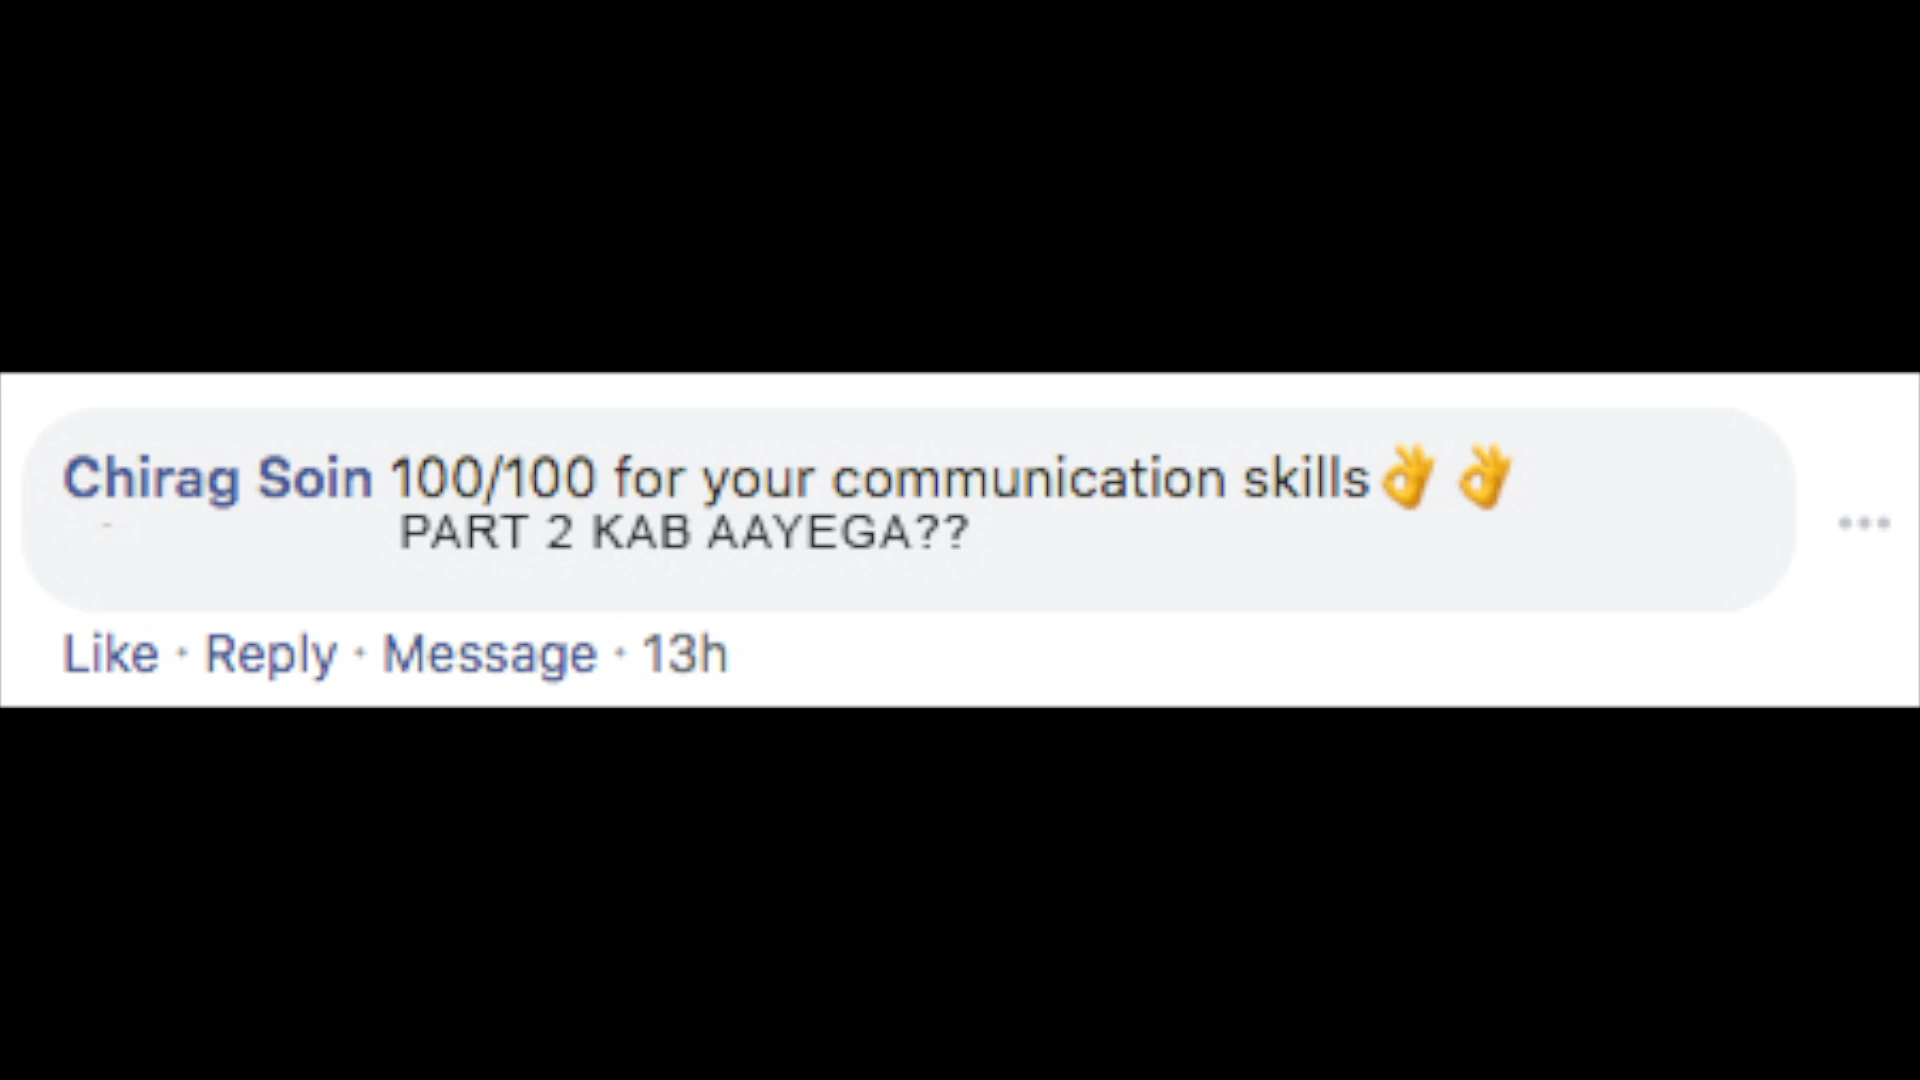 Chirag Soin 100/100 for your communication skills👌 👌
PART 2 KAB AAYEGA??
Like · Reply · Message · 13h